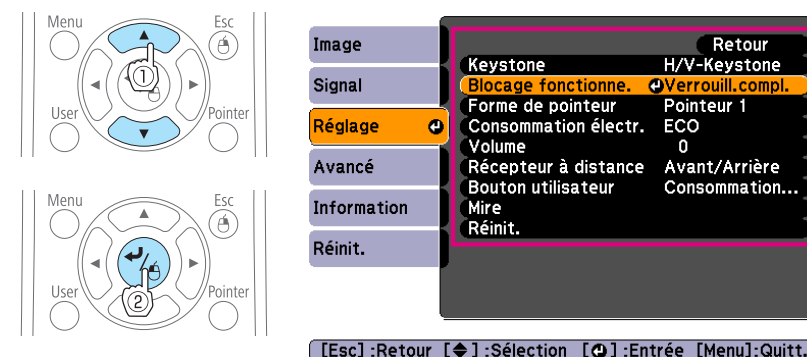 Menu
Esc
①
User
Pointer
Menu
Esc
②
User
Pointer
Image
Signal
Réglage
Avancé
Information
Réinit.
Retour
Keystone H/V-Keystone
Blocage fonctionne. Verrouill.compl.
Forme de pointeur Pointeur 1
Consommation électr. ECO
Volume 0
Récepteur à distance Avant/Arrière
Bouton utilisateur Consommation...
Mire
Réinit.
[Esc] :Retour [◆] :Sélection [⏎] :Entrée [Menu]:Quitt.